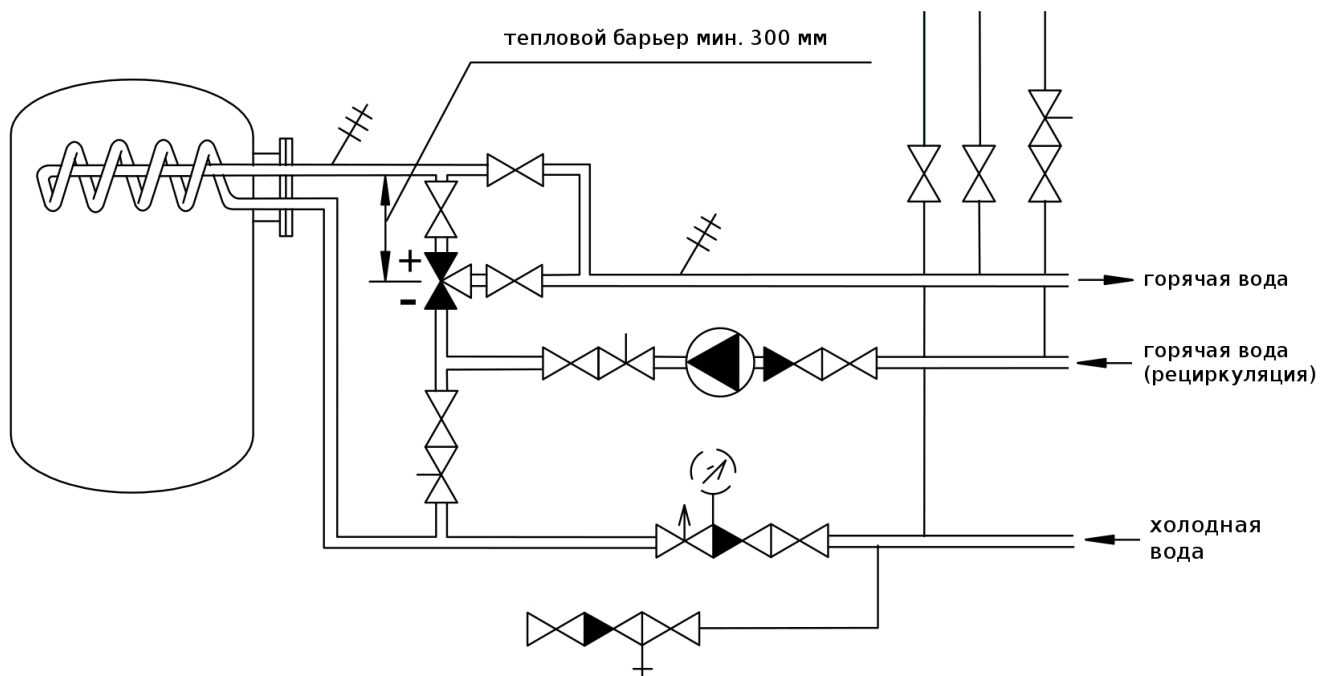 тепловой барьер мин. 300 мм
+
-
горячая вода
горячая вода
(рециркуляция)
холодная
вода